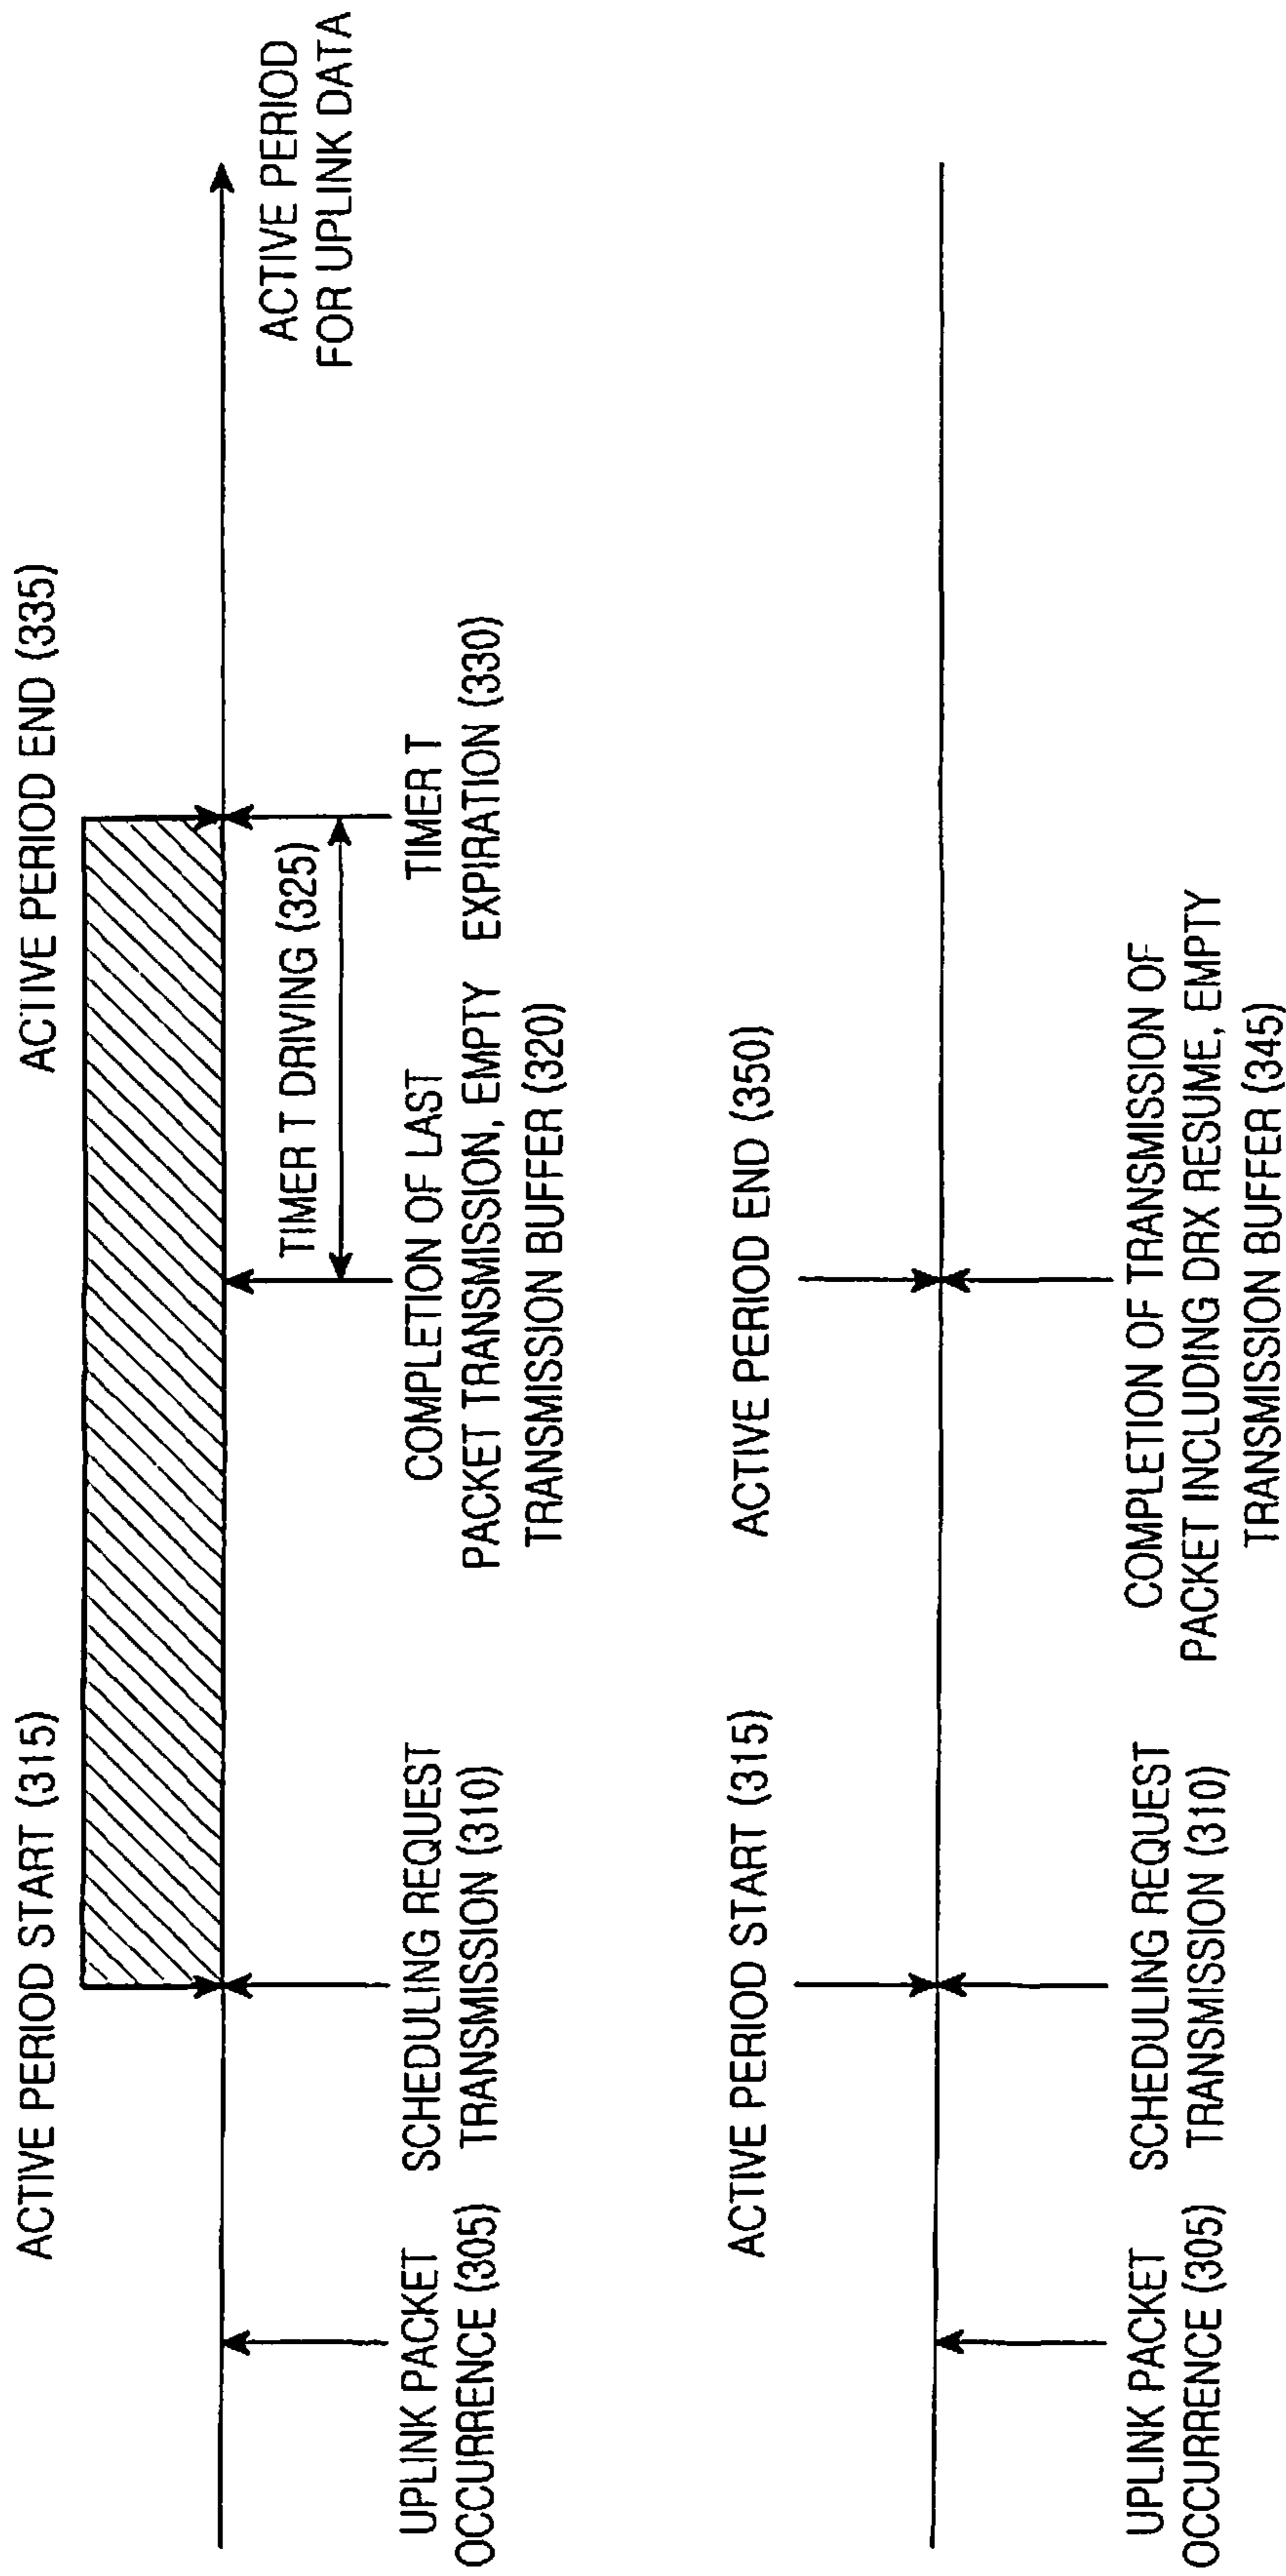 ACTIVE PERIOD START (315)
ACTIVE PERIOD END (335)
ACTIVE PERIOD
FOR UPLINK DATA
TIMER T DRIVING (325)
UPLINK PACKET
OCCURRENCE (305)
SCHEDULING REQUEST
TRANSMISSION (310)
COMPLETION OF LAST
PACKET TRANSMISSION, EMPTY
TRANSMISSION BUFFER (320)
TIMER T
EXPIRATION (330)
ACTIVE PERIOD START (315)
ACTIVE PERIOD END (350)
UPLINK PACKET
OCCURRENCE (305)
SCHEDULING REQUEST
TRANSMISSION (310)
COMPLETION OF TRANSMISSION OF
PACKET INCLUDING DRX RESUME, EMPTY
TRANSMISSION BUFFER (345)